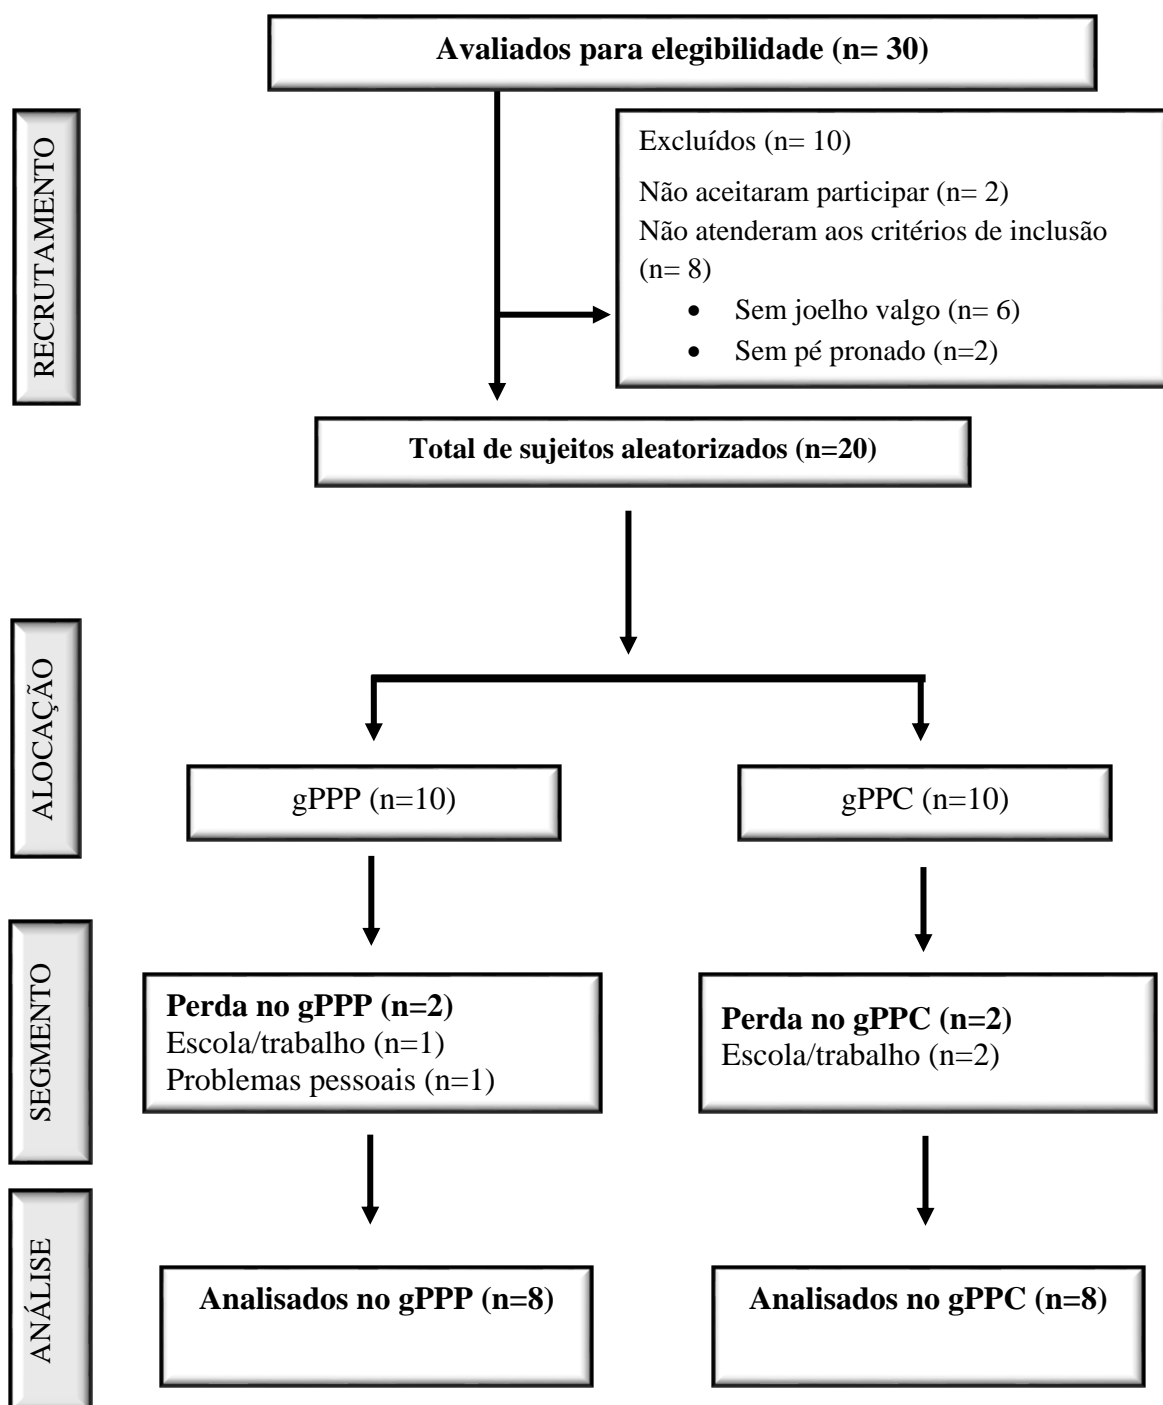 Avaliados para elegibilidade (n= 30)
RECRUTAMENTO
Excluídos (n= 10)
Não aceitaram participar (n= 2)
Não atenderam aos critérios de inclusão
(n= 8)
• Sem joelho valgo (n= 6)
• Sem pé pronado (n=2)
Total de sujeitos aleatorizados (n=20)
ALOCAÇÃO
gPPP (n=10)
gPPC (n=10)
SEGMENTO
Perda no gPPP (n=2)
Escola/trabalho (n=1)
Problemas pessoais (n=1)
Perda no gPPC (n=2)
Escola/trabalho (n=2)
ANÁLISE
Analisados no gPPP (n=8)
Analisados no gPPC (n=8)